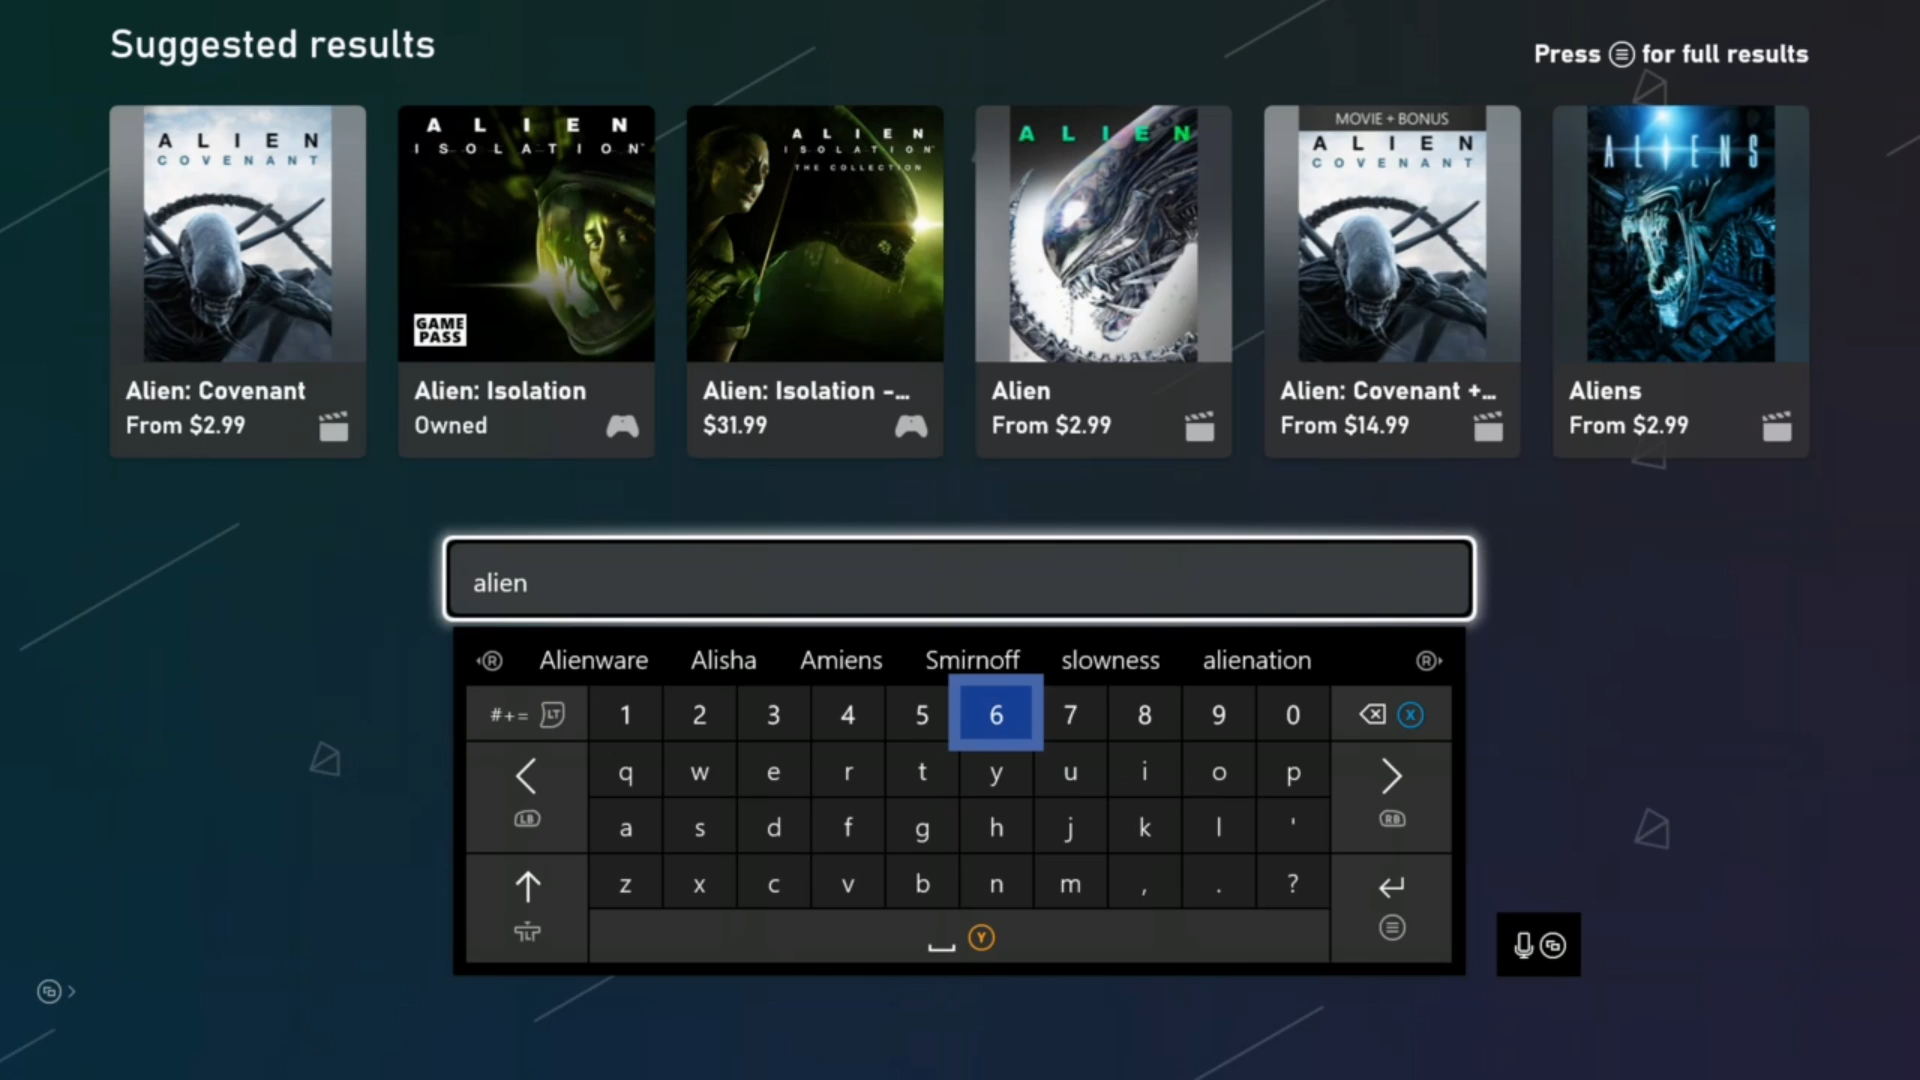 Suggested results
Press for full results
ALIEN
COVENANT
ALIEN
ISOLATION
GAME
PASS
ALIEN
ISOLATION
THE COLLECTION
ALIEN
MOVIE + BONUS
ALIEN
COVENANT
ALIENS
Alien: Covenant
From $2.99
Alien: Isolation
Owned
Alien: Isolation -...
$31.99
Alien
From $2.99
Alien: Covenant +...
From $14.99
Aliens
From $2.99
alien
R Alienware Alisha Amiens Smirnoff slowness alienation R
#+= LT 1 2 3 4 5 6 7 8 9 0 X
q w e r t y u i o p
LB a s d f g h j k l ' RB
z x c v b n m , . ?
LT Y